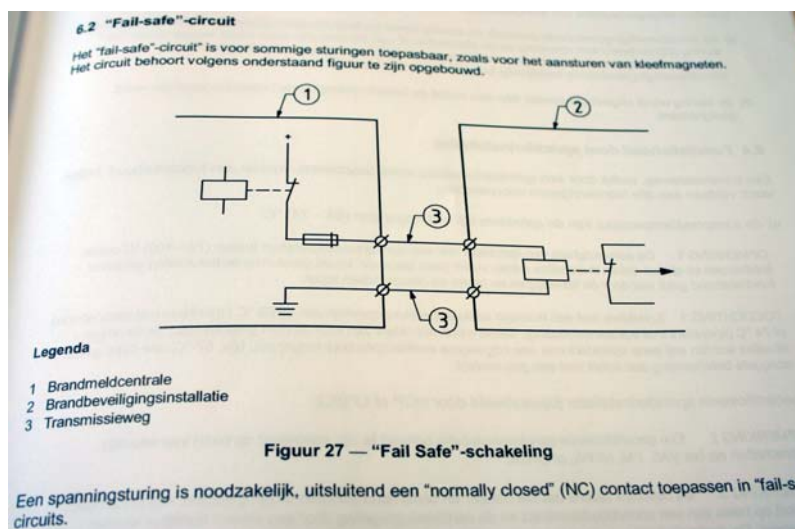 6.2 "Fail-safe"-circuit
Het "fail-safe"-circuit" is voor sommige sturingen toepasbaar, zoals voor het aansturen van kleefmagneten.
Het circuit behoort volgens onderstaand figuur te zijn opgebouwd.
1
2
+
3
3
Legenda
1 Brandmeldcentrale
2 Brandbeveiligingsinstallatie
3 Transmissieweg
Figuur 27 — "Fail Safe"-schakeling
Een spanningsturing is noodzakelijk, uitsluitend een "normally closed" (NC) contact toepassen in "fail-s
circuits.